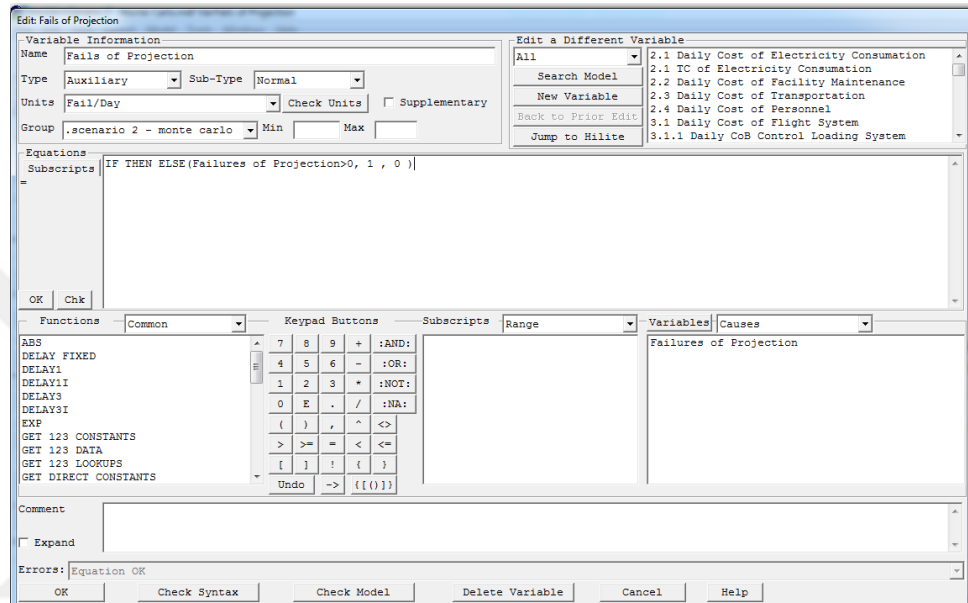 Edit: Fails of Projection
Variable Information
Name Fails of Projection
Type Auxiliary Sub-Type Normal
Units Fail/Day Check Units Supplementary
Group .scenario 2 - monte carlo Min Max
Edit a Different Variable
All
Search Model
New Variable
Back to Prior Edit
Jump to Hilite
2.1 Daily Cost of Electricity Consumation
2.1 TC of Electricity Consumation
2.2 Daily Cost of Facility Maintenance
2.3 Daily Cost of Transportation
2.4 Daily Cost of Personnel
3.1 Daily Cost of Flight System
3.1.1 Daily CoB Control Loading System
Equations
Subscripts
=
IF THEN ELSE(Failures of Projection>0, 1 , 0 )
OK Chk
Functions Common
ABS
DELAY FIXED
DELAY1
DELAY1I
DELAY3
DELAY3I
EXP
GET 123 CONSTANTS
GET 123 DATA
GET 123 LOOKUPS
GET DIRECT CONSTANTS
Keypad Buttons
7 8 9 + :AND:
4 5 6 - :OR:
1 2 3 * :NOT:
0 E . / :NA:
( ) , ^ <>
> >= = < <=
[ ] ! { }
Undo -> {[()]}
Subscripts Range
Variables Causes
Failures of Projection
Comment
Expand
Errors: Equation OK
OK Check Syntax Check Model Delete Variable Cancel Help